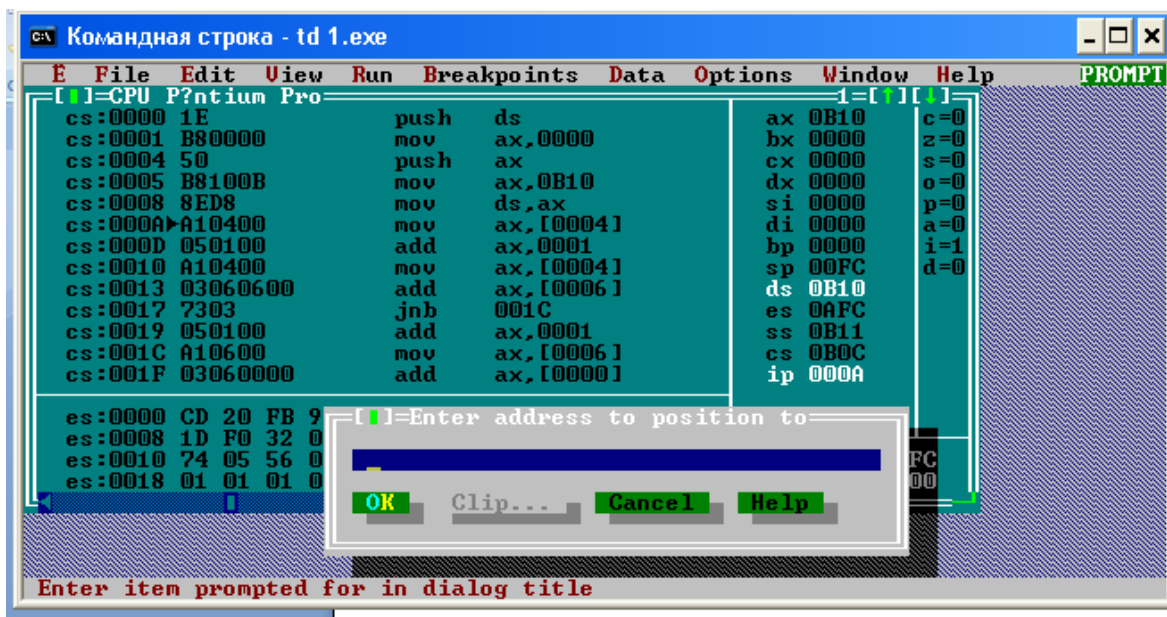 Командная строка - td 1.exe
Ë File Edit View Run Breakpoints Data Options Window Help PROMPT
[▮]=CPU P?ntium Pro 1=[↑][↓]
cs:0000 1E push ds ax 0B10 c=0
cs:0001 B80000 mov ax,0000 bx 0000 z=0
cs:0004 50 push ax cx 0000 s=0
cs:0005 B8100B mov ax,0B10 dx 0000 o=0
cs:0008 8ED8 mov ds,ax si 0000 p=0
cs:000A►A10400 mov ax,[0004] di 0000 a=0
cs:000D 050100 add ax,0001 bp 0000 i=1
cs:0010 A10400 mov ax,[0004] sp 00FC d=0
cs:0013 03060600 add ax,[0006] ds 0B10
cs:0017 7303 jnb 001C es 0AFC
cs:0019 050100 add ax,0001 ss 0B11
cs:001C A10600 mov ax,[0006] cs 0B0C
cs:001F 03060000 add ax,[0000] ip 000A
es:0000 CD 20 FB 9
es:0008 1D F0 32 0
es:0010 74 05 56 0 FC
es:0018 01 01 01 0 00
[▮]=Enter address to position to
OK Clip... Cancel Help
Enter item prompted for in dialog title